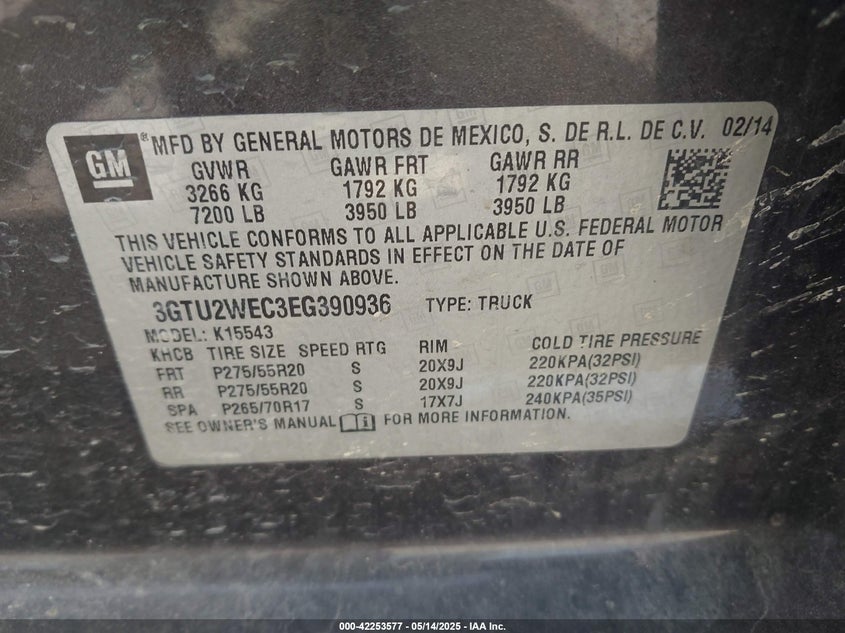 GM® MFD BY GENERAL MOTORS DE MEXICO, S. DE R.L. DE C.V. 02/14
GVWR GAWR FRT GAWR RR
3266 KG 1792 KG 1792 KG
7200 LB 3950 LB 3950 LB
THIS VEHICLE CONFORMS TO ALL APPLICABLE U.S. FEDERAL MOTOR
VEHICLE SAFETY STANDARDS IN EFFECT ON THE DATE OF
MANUFACTURE SHOWN ABOVE.
3GTU2WEC3EG390936 TYPE: TRUCK
MODEL: K15543
KHCB TIRE SIZE SPEED RTG RIM COLD TIRE PRESSURE
FRT P275/55R20 S 20X9J 220KPA(32PSI)
RR P275/55R20 S 20X9J 220KPA(32PSI)
SPA P265/70R17 S 17X7J 240KPA(35PSI)
SEE OWNER'S MANUAL FOR MORE INFORMATION.
000-42253577 — 05/14/2025 — IAA Inc.